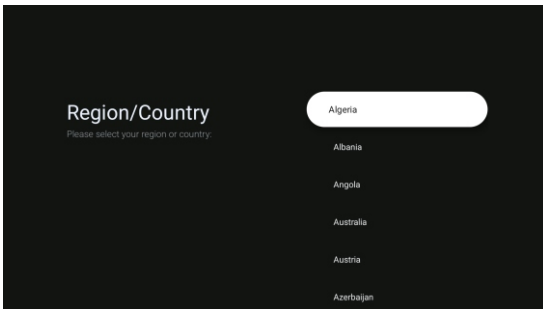 Region/Country
Please select your region or country:
Algeria
Albania
Angola
Australia
Austria
Azerbaijan